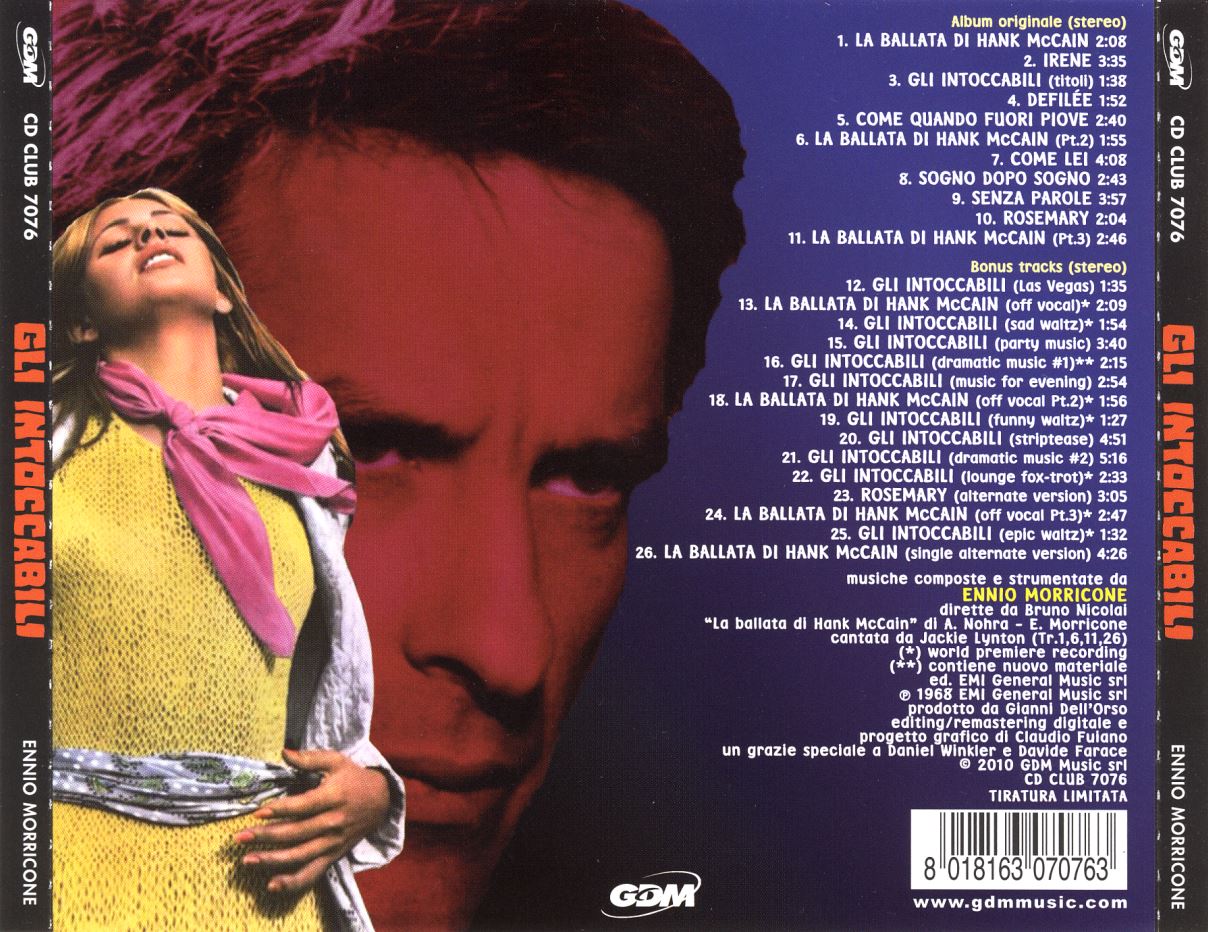 GDM
CD CLUB 7076
GLI INTOCCABILI
ENNIO MORRICONE
Album originale (stereo)
1. LA BALLATA DI HANK McCAIN 2:08
2. IRENE 3:35
3. GLI INTOCCABILI (titoli) 1:38
4. DEFILÉE 1:52
5. COME QUANDO FUORI PIOVE 2:40
6. LA BALLATA DI HANK McCAIN (Pt.2) 1:55
7. COME LEI 4:08
8. SOGNO DOPO SOGNO 2:43
9. SENZA PAROLE 3:57
10. ROSEMARY 2:04
11. LA BALLATA DI HANK McCAIN (Pt.3) 2:46
Bonus tracks (stereo)
12. GLI INTOCCABILI (Las Vegas) 1:35
13. LA BALLATA DI HANK McCAIN (off vocal)* 2:09
14. GLI INTOCCABILI (sad waltz)* 1:54
15. GLI INTOCCABILI (party music) 3:40
16. GLI INTOCCABILI (dramatic music #1)** 2:15
17. GLI INTOCCABILI (music for evening) 2:54
18. LA BALLATA DI HANK McCAIN (off vocal Pt.2)* 1:56
19. GLI INTOCCABILI (funny waltz)* 1:27
20. GLI INTOCCABILI (striptease) 4:51
21. GLI INTOCCABILI (dramatic music #2) 5:16
22. GLI INTOCCABILI (lounge fox-trot)* 2:33
23. ROSEMARY (alternate version) 3:05
24. LA BALLATA DI HANK McCAIN (off vocal Pt.3)* 2:47
25. GLI INTOCCABILI (epic waltz)* 1:32
26. LA BALLATA DI HANK McCAIN (single alternate version) 4:26
musiche composte e strumentate da
ENNIO MORRICONE
dirette da Bruno Nicolai
“La ballata di Hank McCain” di A. Nohra - E. Morricone
cantata da Jackie Lynton (Tr.1,6,11,26)
(*) world premiere recording
(**) contiene nuovo materiale
ed. EMI General Music srl
℗ 1968 EMI General Music srl
prodotto da Gianni Dell'Orso
editing/remastering digitale e
progetto grafico di Claudio Fuiano
un grazie speciale a Daniel Winkler e Davide Farace
© 2010 GDM Music srl
CD CLUB 7076
TIRATURA LIMITATA
8 018163 070763
GDM
www.gdmmusic.com
GDM
CD CLUB 7076
GLI INTOCCABILI
ENNIO MORRICONE